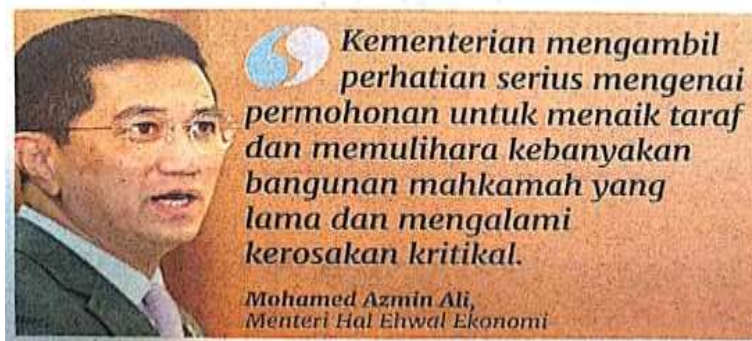 Kementerian mengambil
perhatian serius mengenai
permohonan untuk menaik taraf
dan memulihara kebanyakan
bangunan mahkamah yang
lama dan mengalami
kerosakan kritikal.
Mohamed Azmin Ali,
Menteri Hal Ehwal Ekonomi